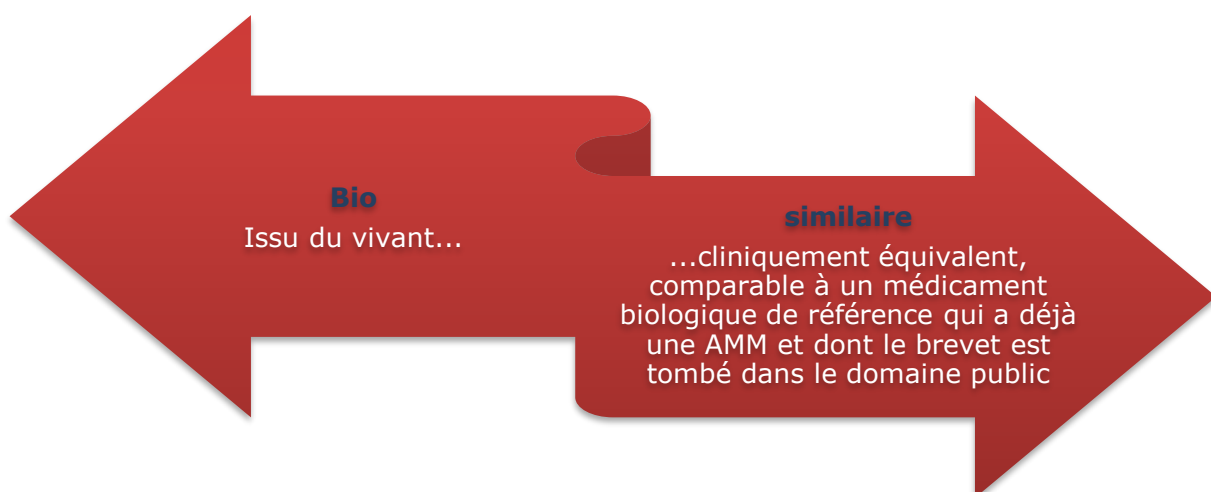 Bio
Issu du vivant...
similaire
...cliniquement équivalent,
comparable à un médicament
biologique de référence qui a déjà
une AMM et dont le brevet est
tombé dans le domaine public